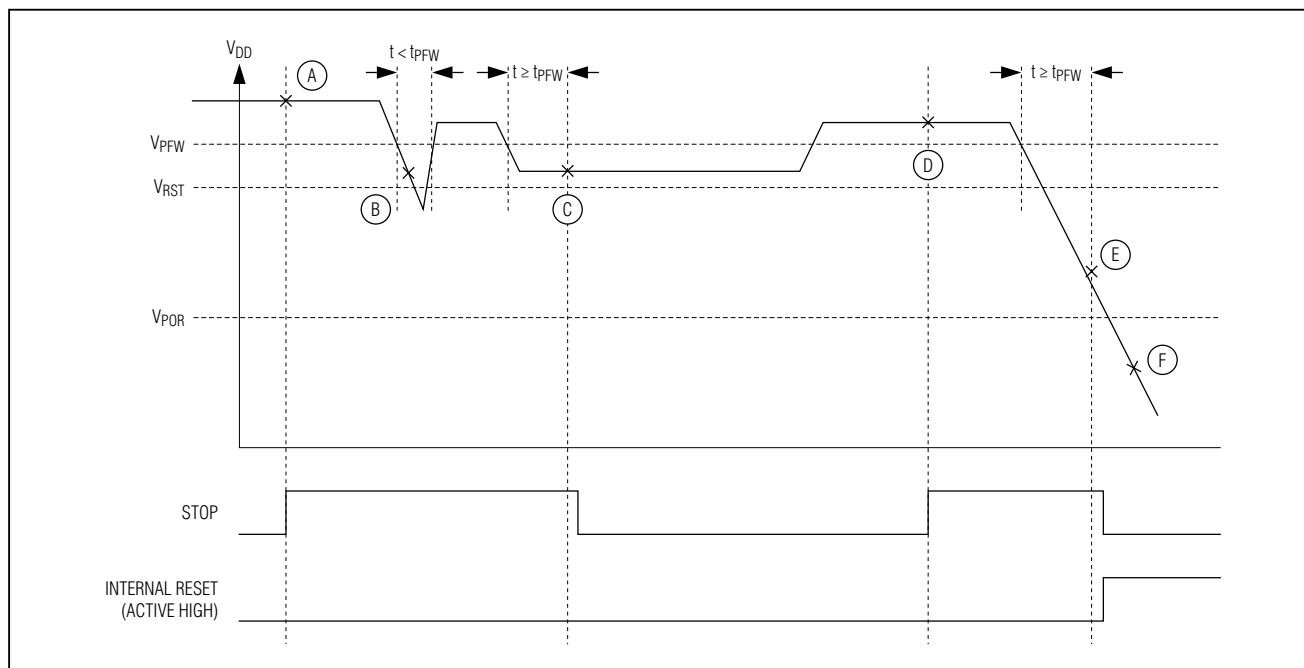 VDD
A
t < tPFW
t ≥ tPFW
t ≥ tPFW
VPFW
VRST
B
C
D
E
VPOR
F
STOP
INTERNAL RESET
(ACTIVE HIGH)